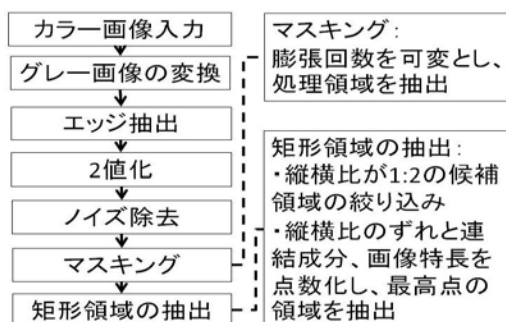 カラー画像入力
グレー画像の変換
エッジ抽出
2値化
ノイズ除去
マスキング
矩形領域の抽出
マスキング：
膨張回数を可変とし、
処理領域を抽出
矩形領域の抽出：
・縦横比が1:2の候補
領域の絞り込み
・縦横比のずれと連
結成分、画像特長を
点数化し、最高点の
領域を抽出